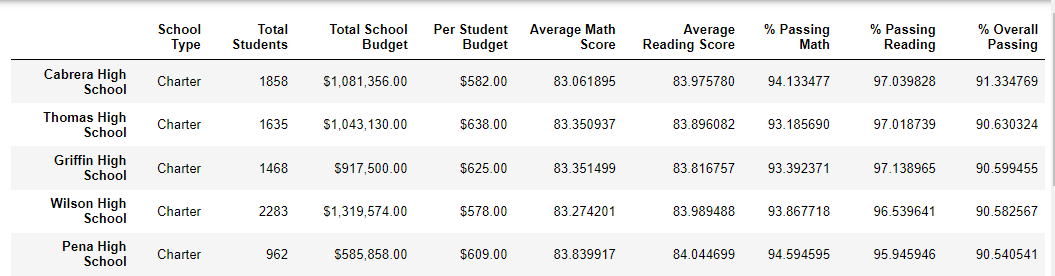 School Type Total Students Total School Budget Per Student Budget Average Math Score Average Reading Score % Passing Math % Passing Reading % Overall Passing
Cabrera High School Charter 1858 $1,081,356.00 $582.00 83.061895 83.975780 94.133477 97.039828 91.334769
Thomas High School Charter 1635 $1,043,130.00 $638.00 83.350937 83.896082 93.185690 97.018739 90.630324
Griffin High School Charter 1468 $917,500.00 $625.00 83.351499 83.816757 93.392371 97.138965 90.599455
Wilson High School Charter 2283 $1,319,574.00 $578.00 83.274201 83.989488 93.867718 96.539641 90.582567
Pena High School Charter 962 $585,858.00 $609.00 83.839917 84.044699 94.594595 95.945946 90.540541